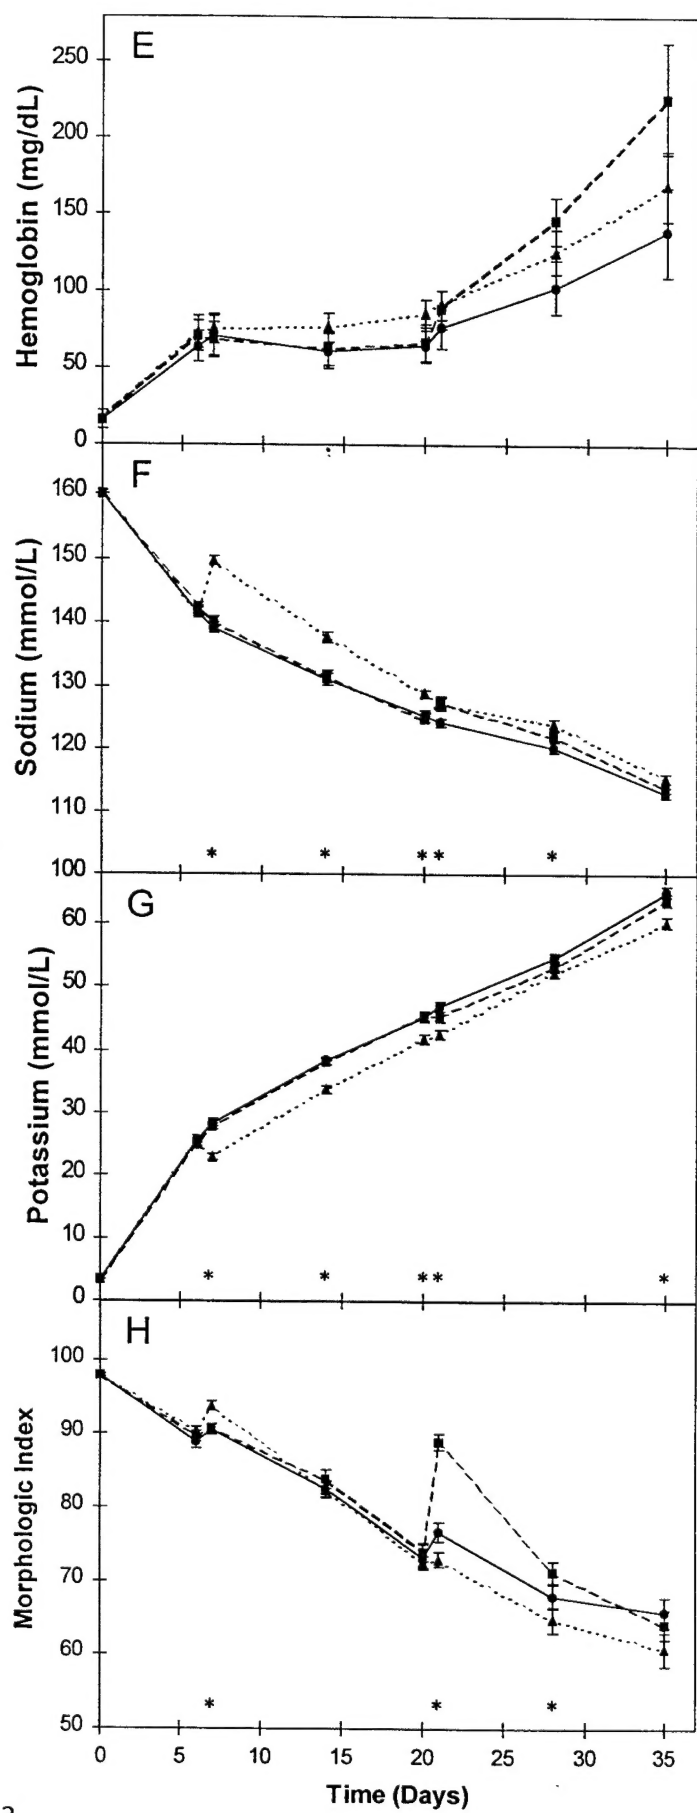 E
Hemoglobin (mg/dL)
250
200
150
100
50
0
F
Sodium (mmol/L)
160
150
140
130
120
110
100
* * * * *
G
Potassium (mmol/L)
60
50
40
30
20
10
0
* * * * *
H
Morphologic Index
100
90
80
70
60
50
* * *
0 5 10 15 20 25 30 35
Time (Days)